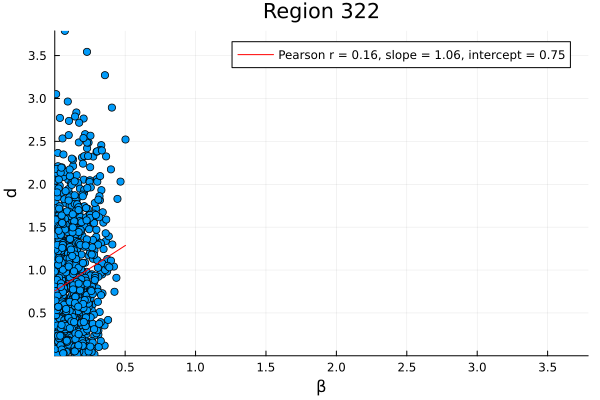 Region 322
Pearson r = 0.16, slope = 1.06, intercept = 0.75
3.5
3.0
2.5
2.0
1.5
1.0
0.5
d
0.5 1.0 1.5 2.0 2.5 3.0 3.5
β